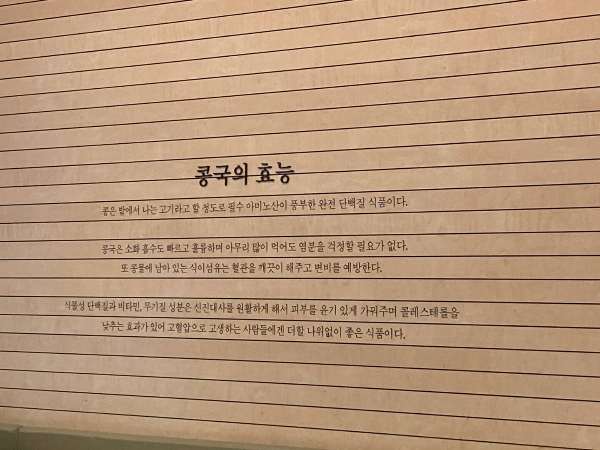 콩국의 효능
콩은 밭에서 나는 고기라고 할 정도로 필수 아미노산이 풍부한 완전 단백질 식품이다.
콩국은 소화 흡수도 빠르고 훌륭하며 아무리 많이 먹어도 염분을 걱정할 필요가 없다.
또 콩물에 남아 있는 식이섬유는 혈관을 깨끗이 해주고 변비를 예방한다.
식물성 단백질과 비타민, 무기질 성분은 신진대사를 원활하게 해서 피부를 윤기 있게 가꿔주며 콜레스테롤을
낮추는 효과가 있어 고혈압으로 고생하는 사람들에겐 더할 나위없이 좋은 식품이다.